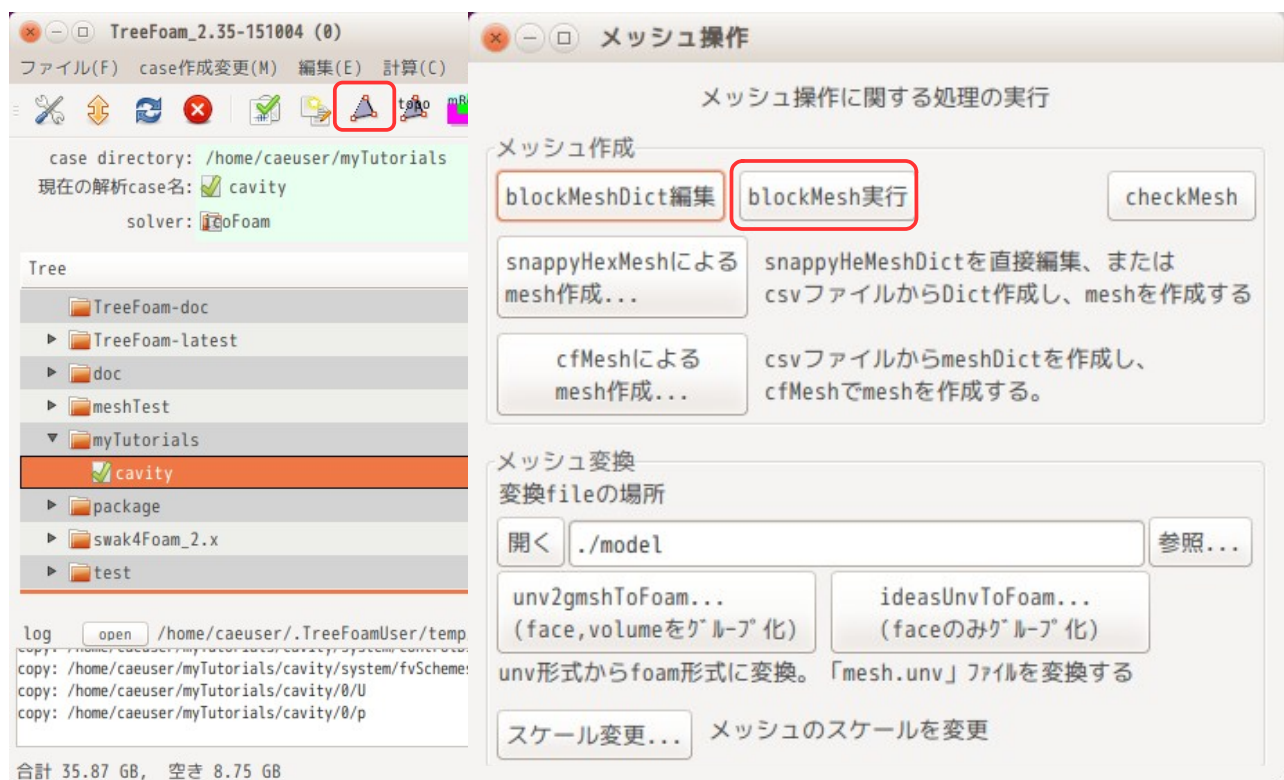 TreeFoam_2.35-151004 (0)
ファイル(F) case作成変更(M) 編集(E) 計算(C)
topo
mR
case directory: /home/caeuser/myTutorials
現在の解析case名: cavity
solver: icoFoam
Tree
TreeFoam-doc
TreeFoam-latest
doc
meshTest
myTutorials
cavity
package
swak4Foam_2.x
test
log open /home/caeuser/.TreeFoamUser/temp
copy: /home/caeuser/myTutorials/cavity/system/controlD
copy: /home/caeuser/myTutorials/cavity/system/fvScheme
copy: /home/caeuser/myTutorials/cavity/0/U
copy: /home/caeuser/myTutorials/cavity/0/p
合計 35.87 GB, 空き 8.75 GB
メッシュ操作
メッシュ操作に関する処理の実行
メッシュ作成
blockMeshDict編集 blockMesh実行 checkMesh
snappyHexMeshによる
mesh作成...
snappyHeMeshDictを直接編集、または
csvファイルからDict作成し、meshを作成する
cfMeshによる
mesh作成...
csvファイルからmeshDictを作成し、
cfMeshでmeshを作成する。
メッシュ変換
変換fileの場所
開く ./model 参照...
unv2gmshToFoam...
(face,volumeをｸﾞﾙｰﾌﾟ化)
ideasUnvToFoam...
(faceのみｸﾞﾙｰﾌﾟ化)
unv形式からfoam形式に変換。「mesh.unv」ﾌｧｲﾙを変換する
スケール変更... メッシュのスケールを変更